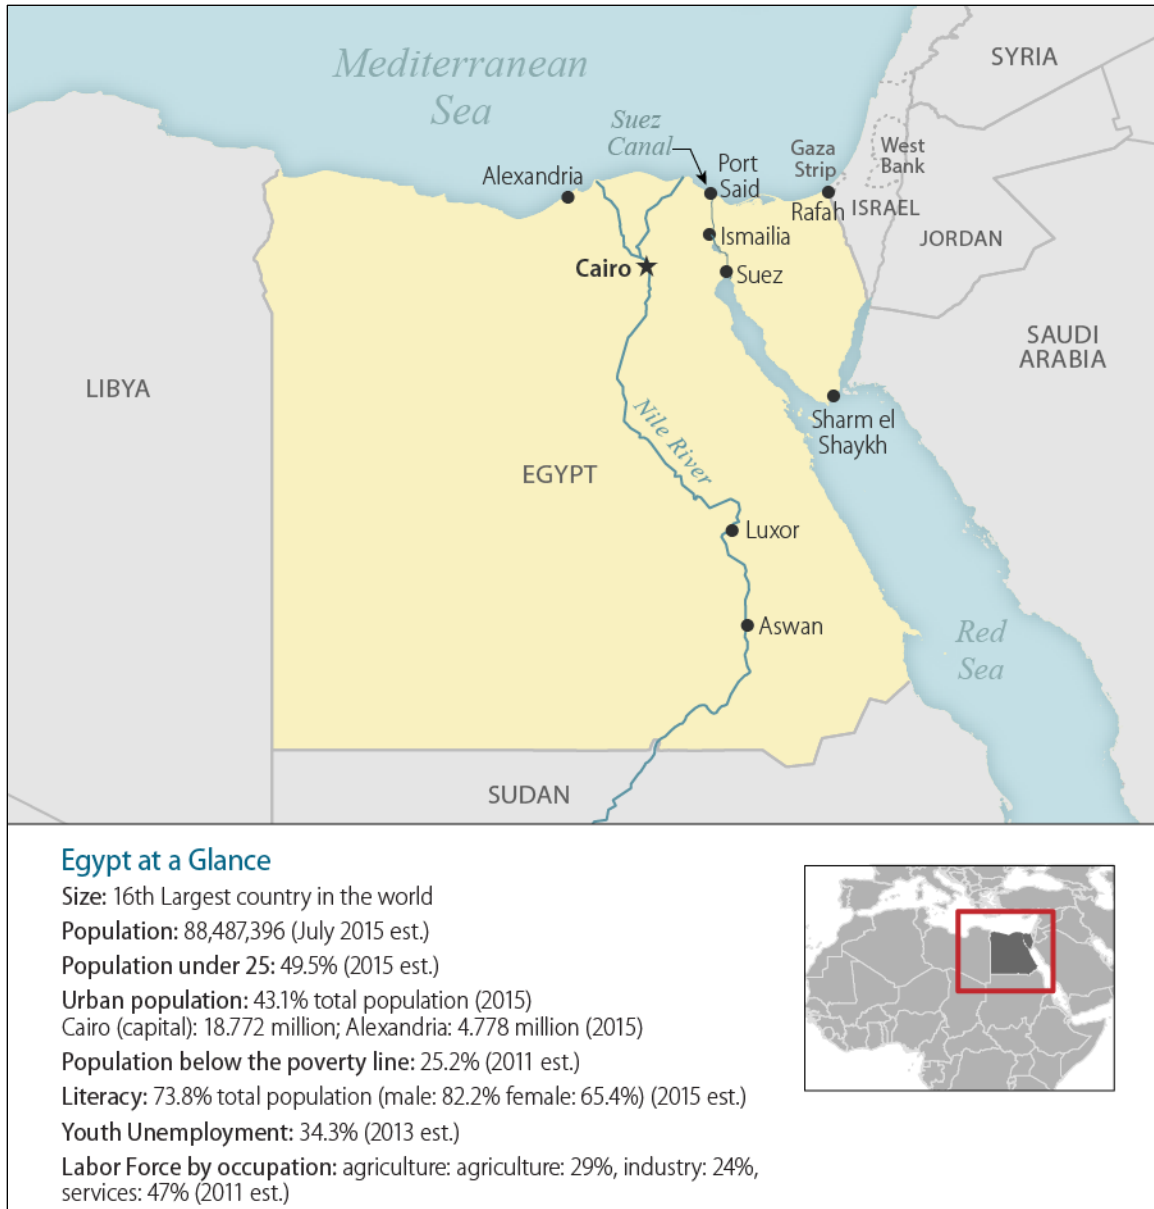 Mediterranean
Sea
SYRIA
Suez
Canal
Gaza
Strip
West
Bank
Port
Said
Alexandria
Rafah
ISRAEL
Ismailia
JORDAN
Cairo
Suez
SAUDI
ARABIA
LIBYA
Sharm el
Shaykh
Nile River
EGYPT
Luxor
Aswan
Red
Sea
SUDAN
Egypt at a Glance
Size: 16th Largest country in the world
Population: 88,487,396 (July 2015 est.)
Population under 25: 49.5% (2015 est.)
Urban population: 43.1% total population (2015)
Cairo (capital): 18.772 million; Alexandria: 4.778 million (2015)
Population below the poverty line: 25.2% (2011 est.)
Literacy: 73.8% total population (male: 82.2% female: 65.4%) (2015 est.)
Youth Unemployment: 34.3% (2013 est.)
Labor Force by occupation: agriculture: agriculture: 29%, industry: 24%,
services: 47% (2011 est.)